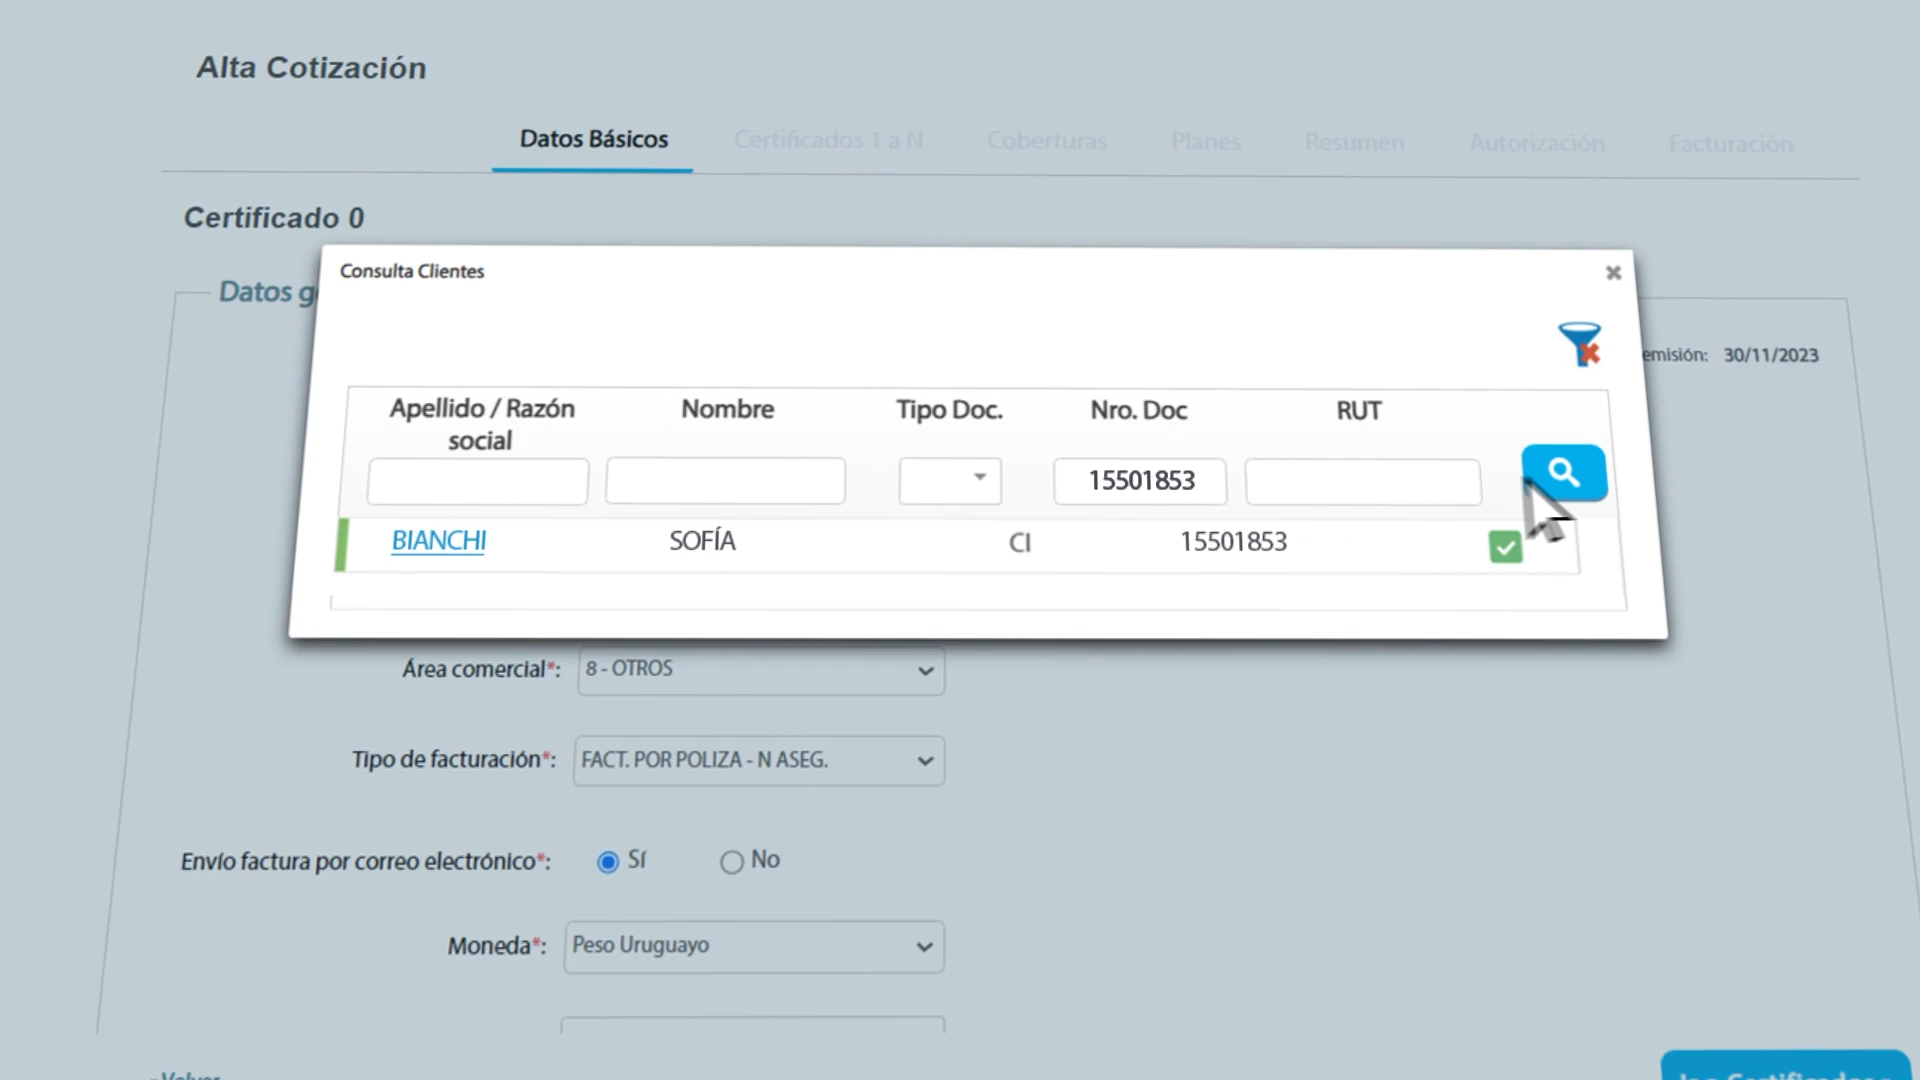 Alta Cotización
Datos Básicos Certificados 1 a N Coberturas Planes Resumen Autorización Facturación
Certificado 0
Consulta Clientes
Datos g
emisión: 30/11/2023
Apellido / Razón social Nombre Tipo Doc. Nro. Doc RUT
15501853
BIANCHI SOFÍA CI 15501853
Área comercial*: 8 - OTROS
Tipo de facturación*: FACT. POR POLIZA - N ASEG.
Envío factura por correo electrónico*: Sí No
Moneda*: Peso Uruguayo
Volver